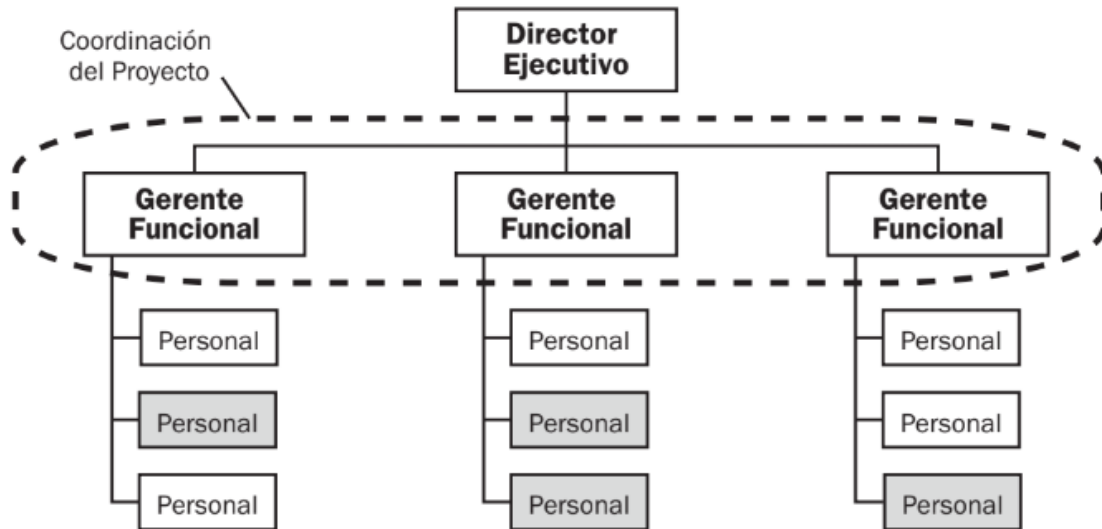 Coordinación
del Proyecto
Director
Ejecutivo
Gerente
Funcional
Gerente
Funcional
Gerente
Funcional
Personal
Personal
Personal
Personal
Personal
Personal
Personal
Personal
Personal